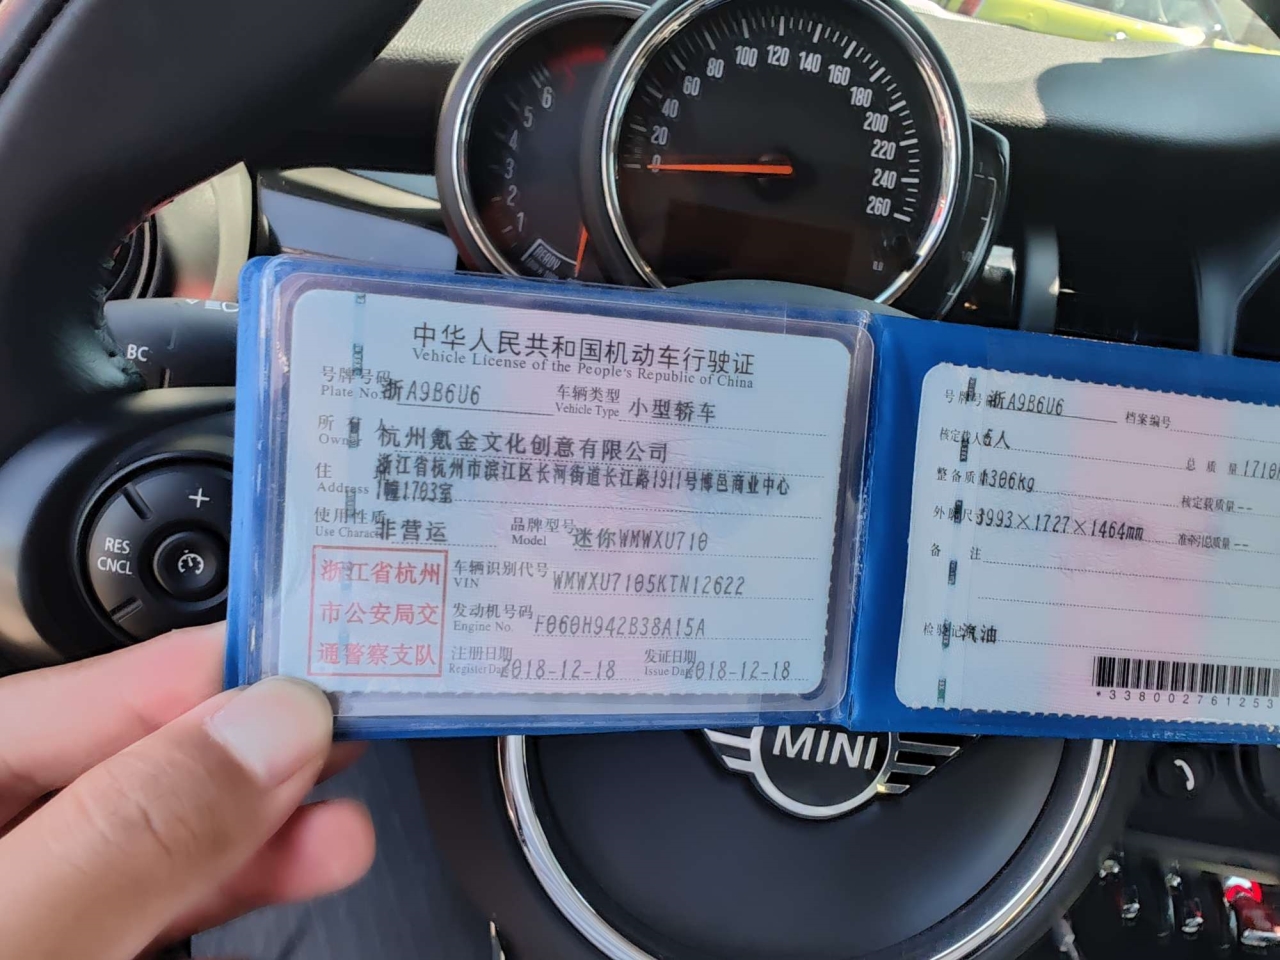 6
5
4
3
2
1
READY
0
20
40
60
80
100
120
140
160
180
200
220
240
260
BC
RES
CNCL
中华人民共和国机动车行驶证
Vehicle License of the People's Republic of China
号牌号码 浙A9B6U6 车辆类型 小型轿车
Plate No. Vehicle Type
所有人 杭州氪金文化创意有限公司
Owner
住 浙江省杭州市滨江区长河街道长江路1911号博邑商业中心
Address 1幢1703室
使用性质 非营运 品牌型号 迷你WMWXU710
Use Character Model
浙江省杭州
市公安局交
通警察支队
车辆识别代号 WMWXU7105KTN12622
VIN
发动机号码 F060H942B38A15A
Engine No.
注册日期 2018-12-18 发证日期 2018-12-18
Register Date Issue Date
号牌号码 浙A9B6U6 档案编号
核定载人数 5人 总质量 1710
整备质量 1306Kg 核定载质量 --
外廓尺寸 3993×1727×1464mm 准牵引总质量 --
备 注
检验记录 汽油
*338002761253
MINI